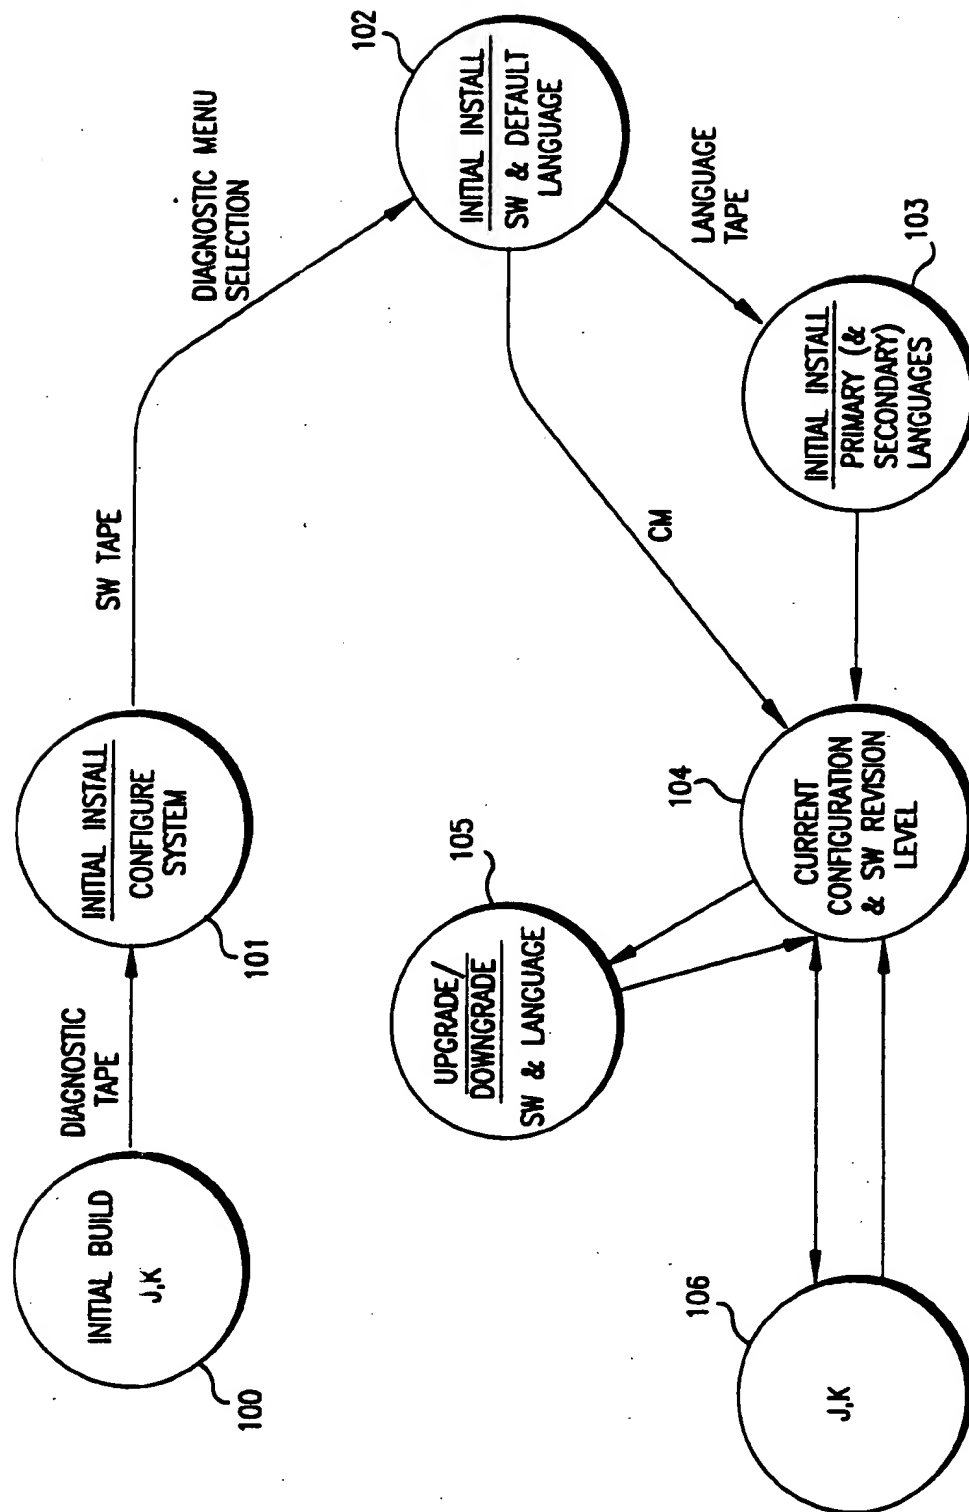 INITIAL BUILD
J,K
100
DIAGNOSTIC
TAPE
INITIAL INSTALL
CONFIGURE
SYSTEM
101
SW TAPE
DIAGNOSTIC MENU
SELECTION
INITIAL INSTALL
SW & DEFAULT
LANGUAGE
102
UPGRADE/
DOWNGRADE
SW & LANGUAGE
105
CM
LANGUAGE
TAPE
J,K
106
CURRENT
CONFIGURATION
& SW REVISION
LEVEL
104
INITIAL INSTALL
PRIMARY (&
SECONDARY)
LANGUAGES
103